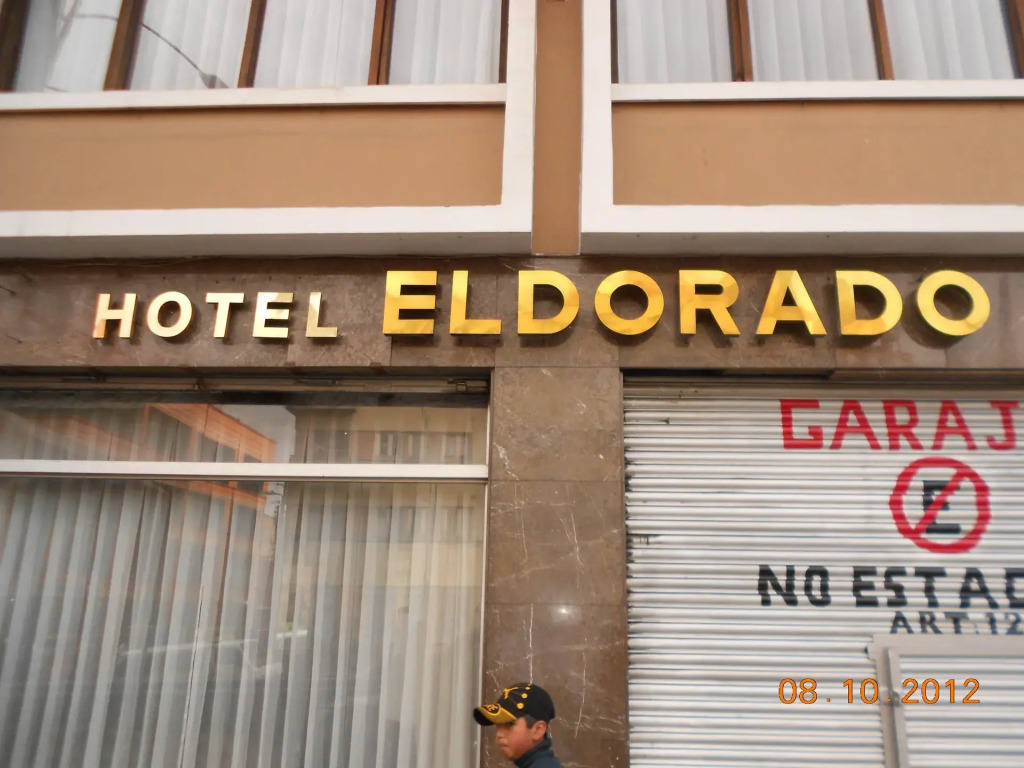 HOTEL ELDORADO
GARAJ
E
NO ESTAC
ART. 12
08.10.2012